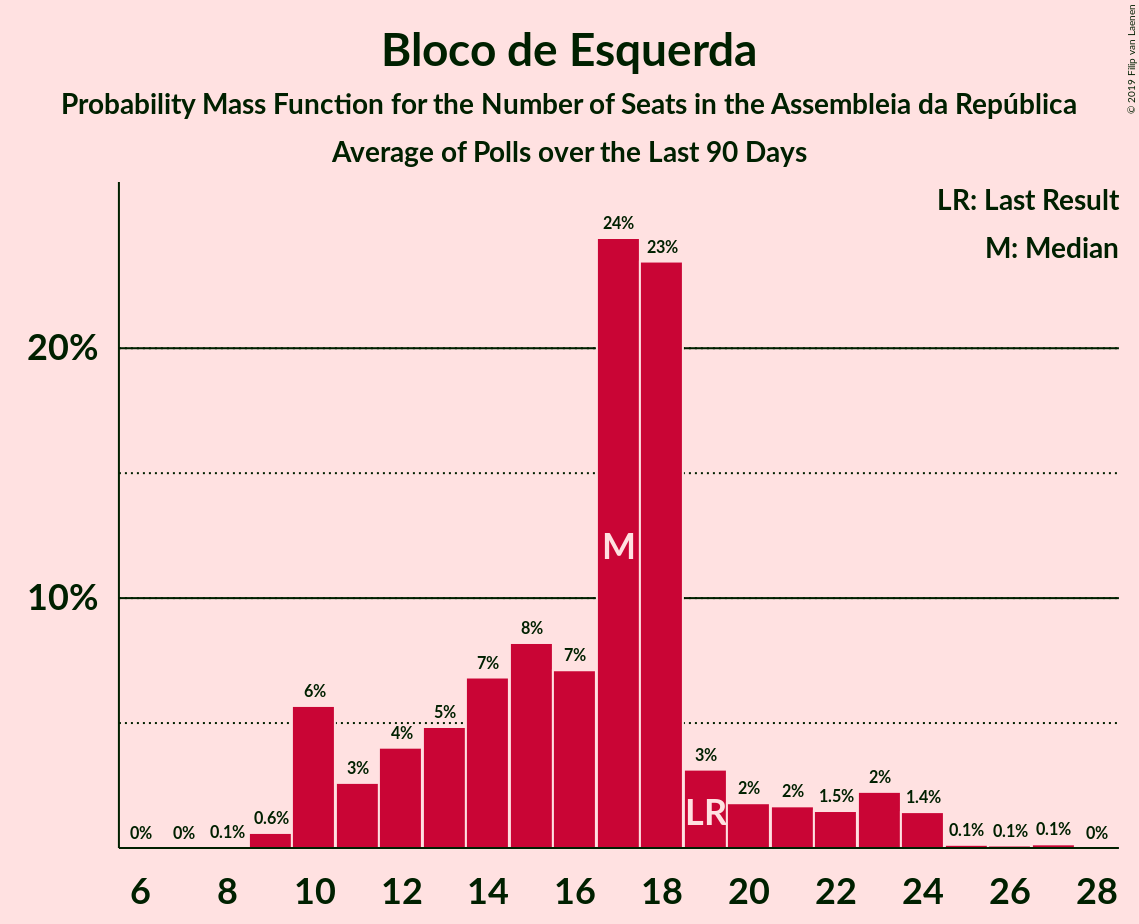 © 2019 Filip van Laenen
Bloco de Esquerda
Probability Mass Function for the Number of Seats in the Assembleia da República
Average of Polls over the Last 90 Days
LR: Last Result
M: Median
20%
10%
0%
0%
0.1%
0.6%
6%
3%
4%
5%
7%
8%
7%
24%
23%
3%
2%
2%
1.5%
2%
1.4%
0.1%
0.1%
0.1%
0%
M
LR
6 8 10 12 14 16 18 20 22 24 26 28